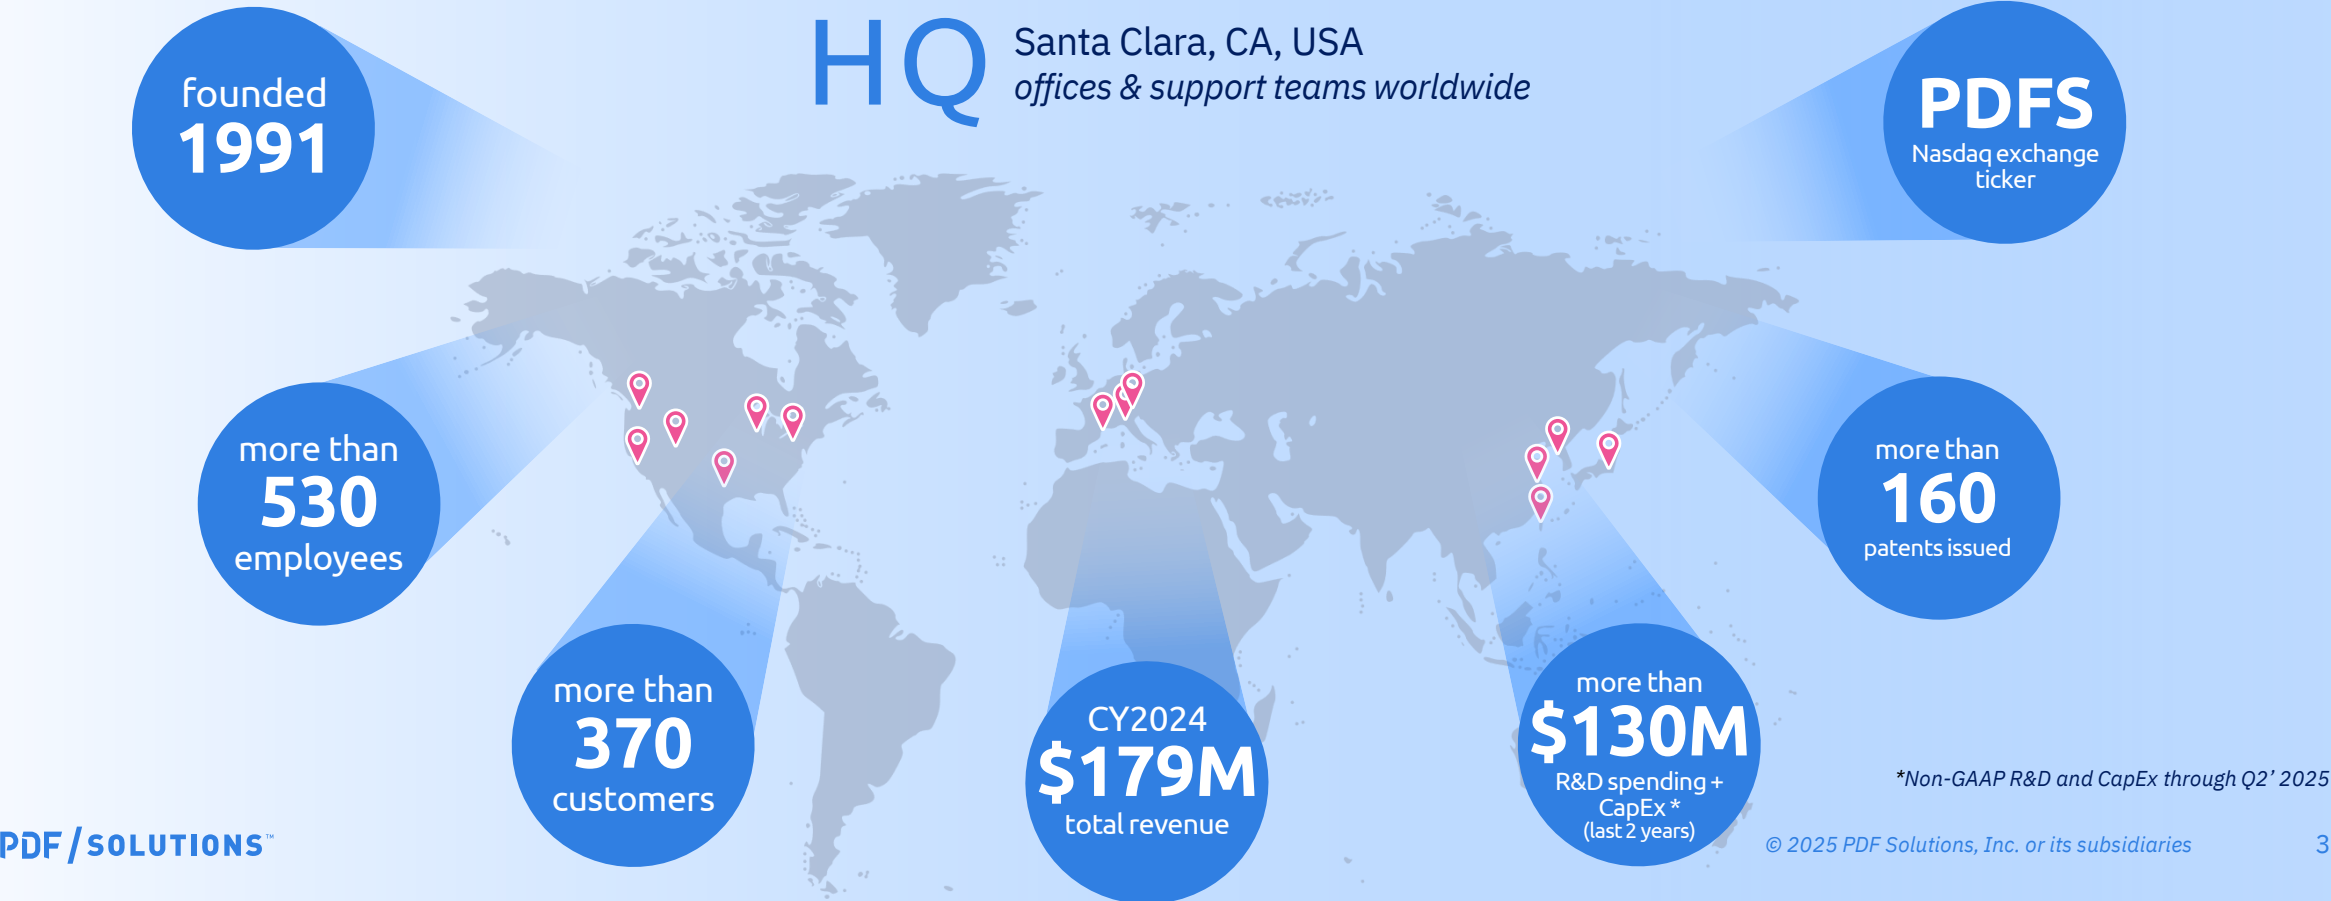 HQ
Santa Clara, CA, USA
offices & support teams worldwide
founded
1991
PDFS
Nasdaq exchange
ticker
more than
530
employees
more than
160
patents issued
more than
370
customers
CY2024
$179M
total revenue
more than
$130M
R&D spending +
CapEx *
(last 2 years)
*Non-GAAP R&D and CapEx through Q2’ 2025
PDF/SOLUTIONS™
© 2025 PDF Solutions, Inc. or its subsidiaries
3